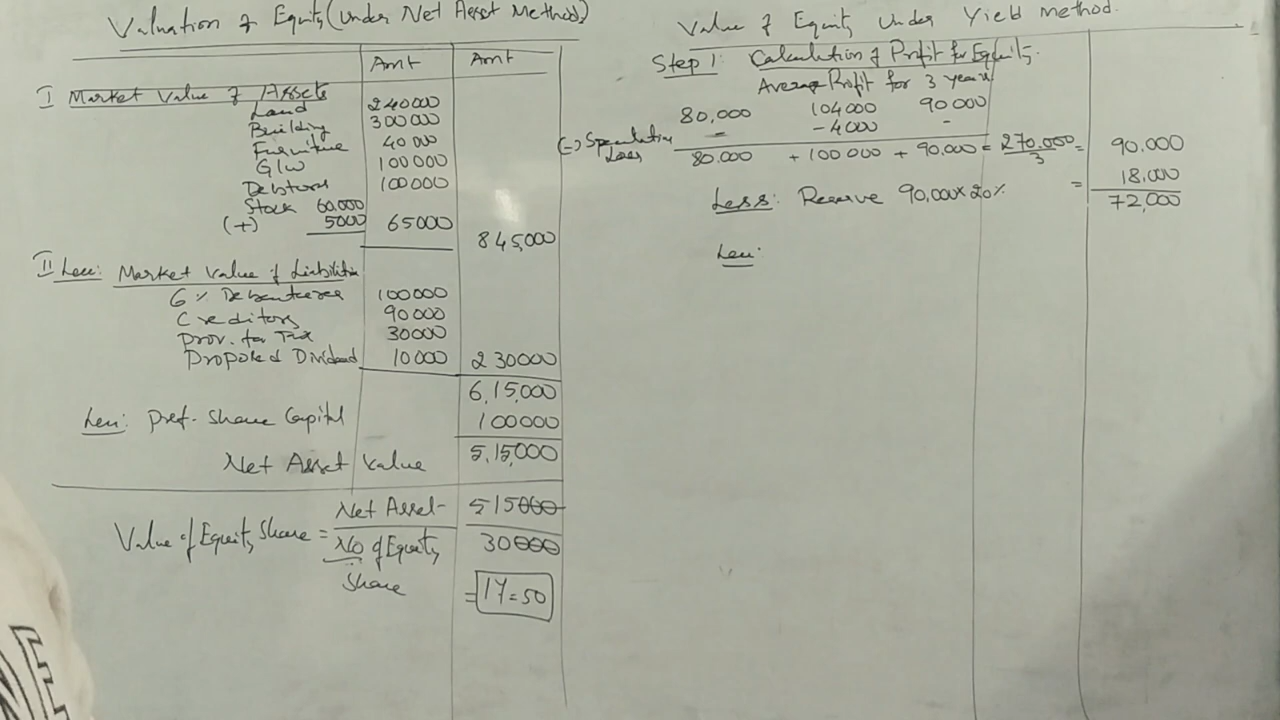 Valuation of Equity (under Net Asset Method)
Amt Amt
I Market Value of Assets
Land 240000
Building 300000
Furniture 40000
G/w 100000
Debtors 100000
Stock 60,000
(+) 5000 65000
845,000
II Less: Market Value of Liabilities
6% Debentures 100000
Creditors 90000
Prov. for Tax 30000
Proposed Dividend 10000 230000
6,15,000
Less: Pref. Share Capital 100000
Net Asset Value 5,15,000
Value of Equity Share = Net Asset 515000
No of Equity Share 30000
= 17=50
Value of Equity under Yield Method.
Step 1: Calculation of Profit for Equity.
Average Profit for 3 years
80,000 104000 90000
(-) Speculation Loss - -4000 -
80.000 + 100000 + 90,000 = 270.000/3 = 90.000
Less: Reserve 90,000x20% = 18.000
72,000
Less: